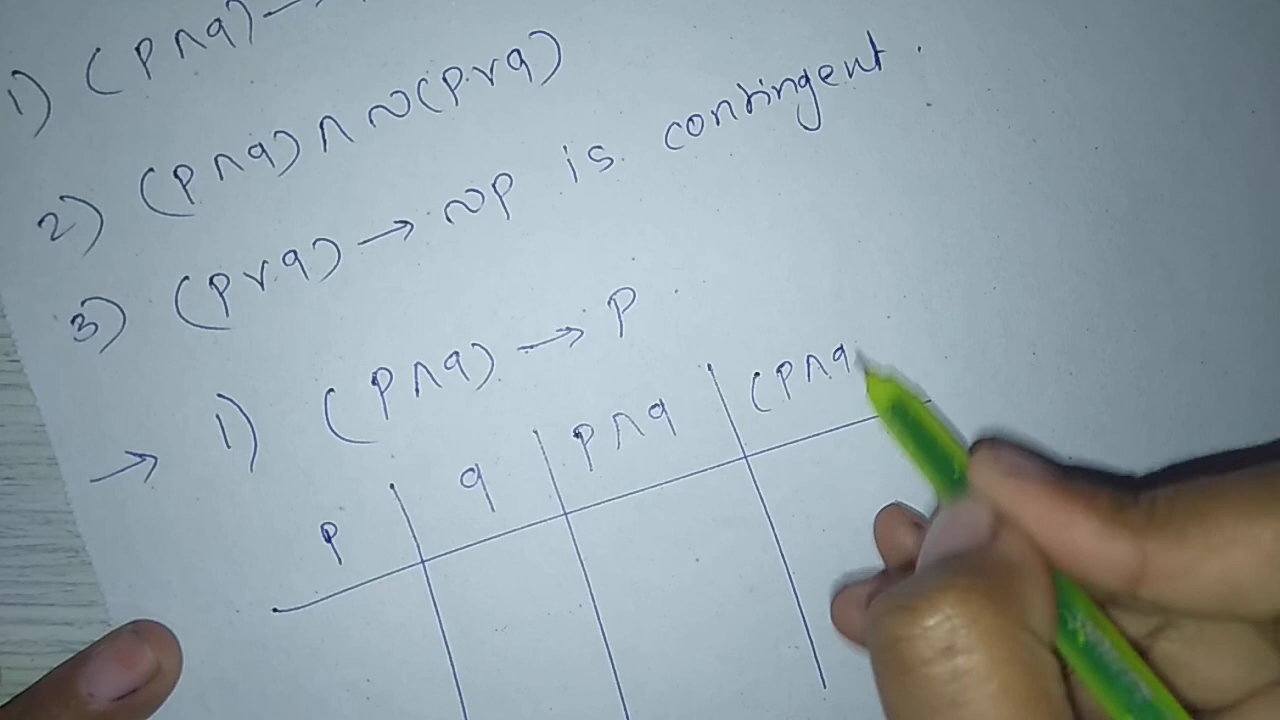 1) (p∧q)→
2) (p∧q)∧~(p∨q)
3) (p∨q)→~p is contingent.
→ 1) (p∧q)→p
p q p∧q (p∧q